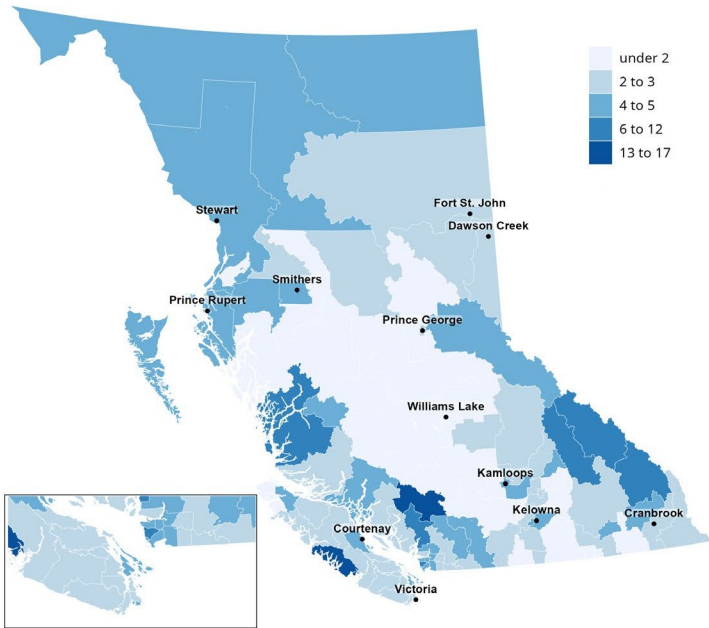 under 2
2 to 3
4 to 5
6 to 12
13 to 17
Fort St. John
Stewart
Dawson Creek
Smithers
Prince Rupert
Prince George
Williams Lake
Kamloops
Kelowna
Cranbrook
Courtenay
Victoria